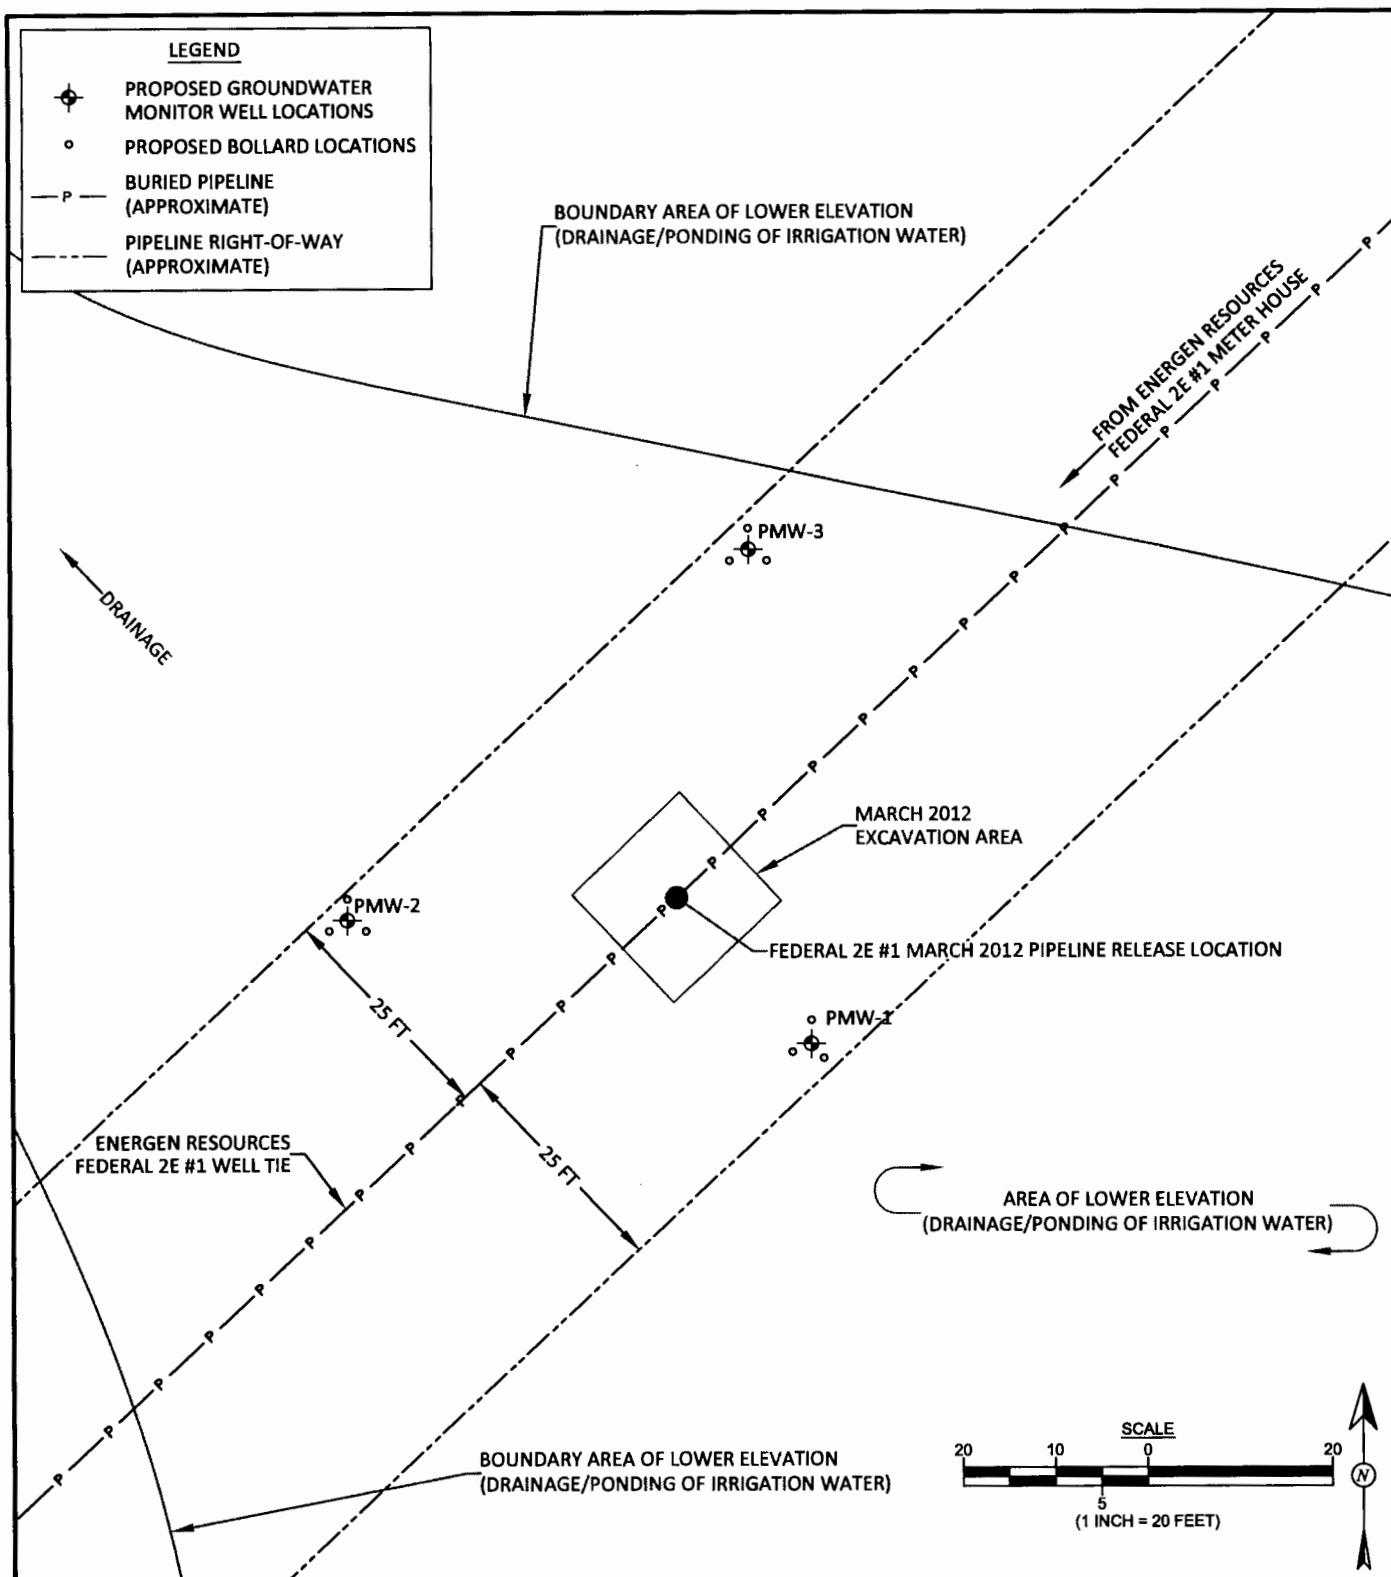 LEGEND
PROPOSED GROUNDWATER
MONITOR WELL LOCATIONS
PROPOSED BOLLARD LOCATIONS
P
BURIED PIPELINE
(APPROXIMATE)
PIPELINE RIGHT-OF-WAY
(APPROXIMATE)
BOUNDARY AREA OF LOWER ELEVATION
(DRAINAGE/PONDING OF IRRIGATION WATER)
FROM ENERGEN RESOURCES
FEDERAL 2E #1 METER HOUSE
PMW-3
DRAINAGE
MARCH 2012
EXCAVATION AREA
PMW-2
FEDERAL 2E #1 MARCH 2012 PIPELINE RELEASE LOCATION
25 FT
PMW-1
ENERGEN RESOURCES
FEDERAL 2E #1 WELL TIE
25 FT
AREA OF LOWER ELEVATION
(DRAINAGE/PONDING OF IRRIGATION WATER)
BOUNDARY AREA OF LOWER ELEVATION
(DRAINAGE/PONDING OF IRRIGATION WATER)
SCALE
20 10 0 20
5
(1 INCH = 20 FEET)
N
P P P P P P P P P P P P P P P P P P P P P P P P P P P